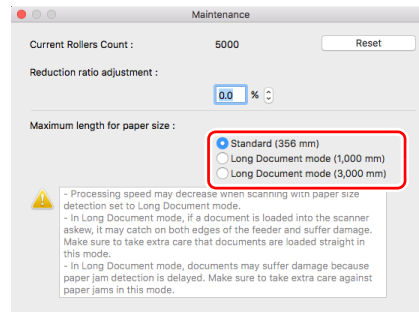 Maintenance
Current Rollers Count : 5000 Reset
Reduction ratio adjustment :
0.0 %
Maximum length for paper size :
Standard (356 mm)
Long Document mode (1,000 mm)
Long Document mode (3,000 mm)
- Processing speed may decrease when scanning with paper size
detection set to Long Document mode.
- In Long Document mode, if a document is loaded into the scanner
askew, it may catch on both edges of the feeder and suffer damage.
Make sure to take extra care that documents are loaded straight in
this mode.
- In Long Document mode, documents may suffer damage because
paper jam detection is delayed. Make sure to take extra care against
paper jams in this mode.